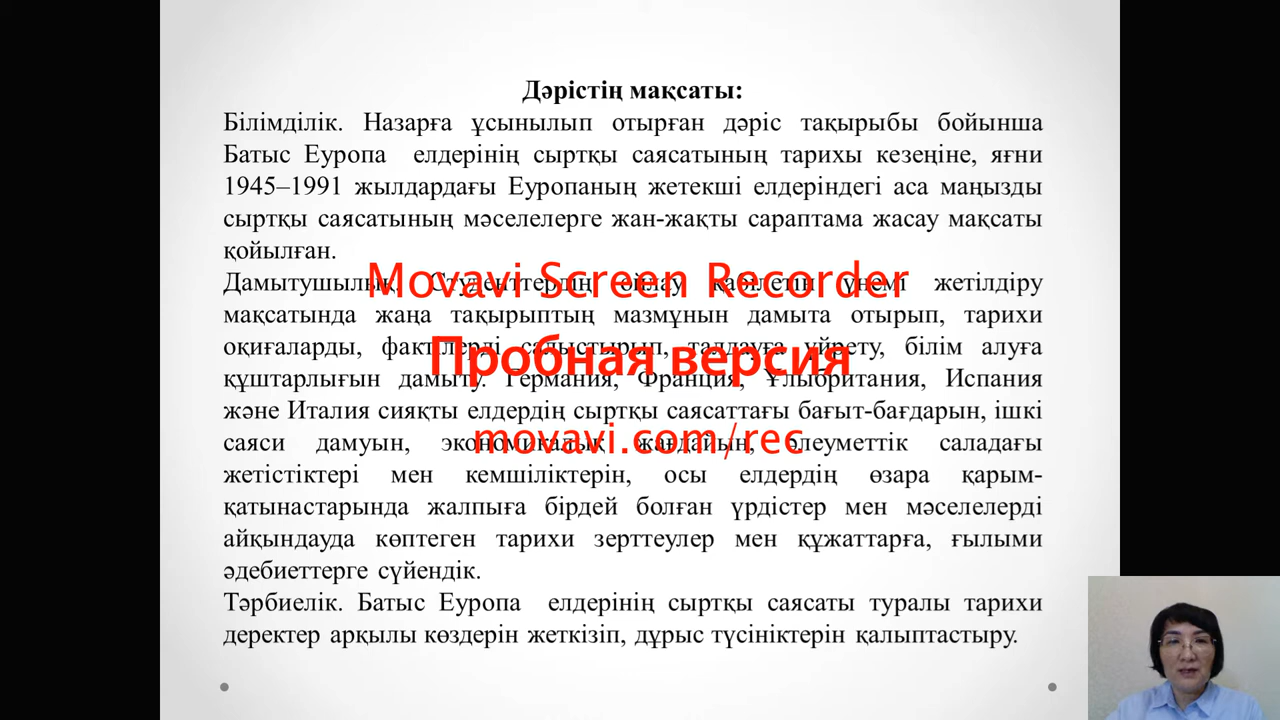 Дәрістің мақсаты:
Білімділік. Назарға ұсынылып отырған дәріс тақырыбы бойынша
Батыс Еуропа елдерінің сыртқы саясатының тарихы кезеңіне, яғни
1945–1991 жылдардағы Еуропаның жетекші елдеріндегі аса маңызды
сыртқы саясатының мәселелерге жан-жақты сараптама жасау мақсаты
қойылған.
Movavi Screen Recorder
Дамытушылық. Студенттердің ойлау қабілетін үнемі жетілдіру
мақсатында жаңа тақырыптың мазмұнын дамыта отырып, тарихи
оқиғаларды, фактілерді салыстырып, талдауға үйрету, білім алуға
Пробная версия
құштарлығын дамыту. Германия, Франция, Ұлыбритания, Испания
және Италия сияқты елдердің сыртқы саясаттағы бағыт-бағдарын, ішкі
саяси дамуын, экономикалық жағдайын, әлеуметтік саладағы
movavi.com/rec
жетістіктері мен кемшіліктерін, осы елдердің өзара қарым-
қатынастарында жалпыға бірдей болған үрдістер мен мәселелерді
айқындауда көптеген тарихи зерттеулер мен құжаттарға, ғылыми
әдебиеттерге сүйендік.
Тәрбиелік. Батыс Еуропа елдерінің сыртқы саясаты туралы тарихи
деректер арқылы көздерін жеткізіп, дұрыс түсініктерін қалыптастыру.